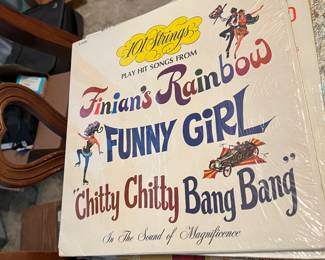 101 Strings
PLAY HIT SONGS FROM
Finian's Rainbow
FUNNY GIRL
"Chitty Chitty Bang Bang"
In The Sound of Magnificence